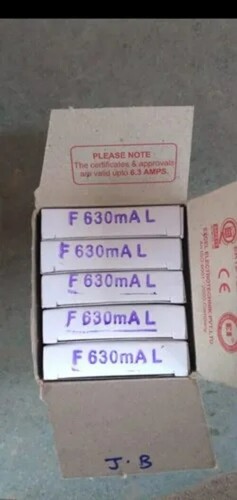 PLEASE NOTE
The certificates & approvals
are valid upto 6.3 AMPS.
F 630mA L
F 630mA L
F 630mA L
F 630mA L
F 630mA L
CE
J.B